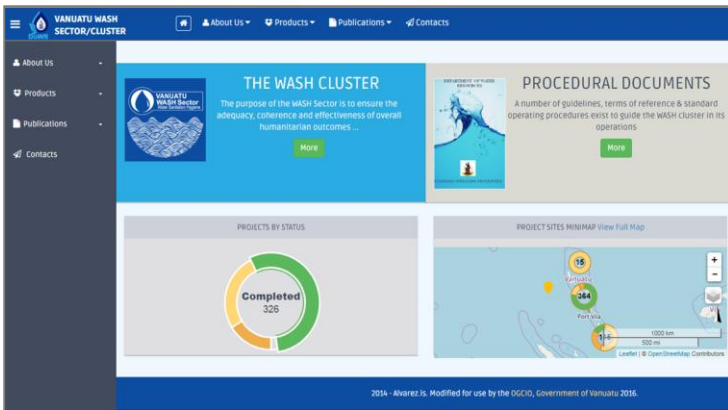 VANUATU WASH
SECTOR/CLUSTER
About Us
Products
Publications
Contacts
About Us
Products
Publications
Contacts
VANUATU
WASH Sector
Water Sanitation Hygiene
THE WASH CLUSTER
The purpose of the WASH Sector is to ensure the
adequacy, coherence and effectiveness of overall
humanitarian outcomes ...
More
DEPARTMENT OF WATER
RESOURCES
PROCEDURAL DOCUMENTS
A number of guidelines, terms of reference & standard
operating procedures exist to guide the WASH cluster in its
operations
More
PROJECTS BY STATUS
Completed
326
PROJECT SITES MINIMAP View Full Map
15
Vanuatu
364
Port Vila
+
-
1000 km
500 mi
Leaflet | © OpenStreetMap Contributors
2014 - Alvarez.is. Modified for use by the OGCIO, Government of Vanuatu 2016.